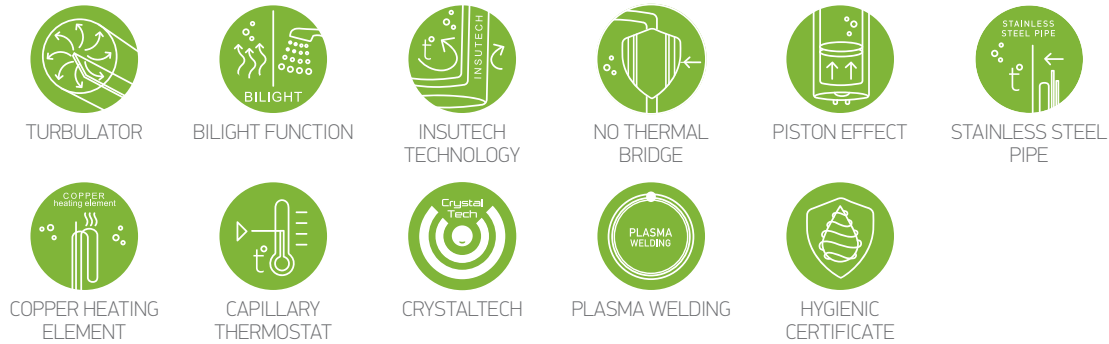 TURBULATOR
BILIGHT
BILIGHT FUNCTION
t°
INSUTECH
INSUTECH
TECHNOLOGY
NO THERMAL
BRIDGE
PISTON EFFECT
STAINLESS
STEEL PIPE
t°
STAINLESS STEEL
PIPE
COPPER
heating element
COPPER HEATING
ELEMENT
t°
CAPILLARY
THERMOSTAT
Crystal
Tech
CRYSTALTECH
PLASMA
WELDING
PLASMA WELDING
HYGIENIC
CERTIFICATE